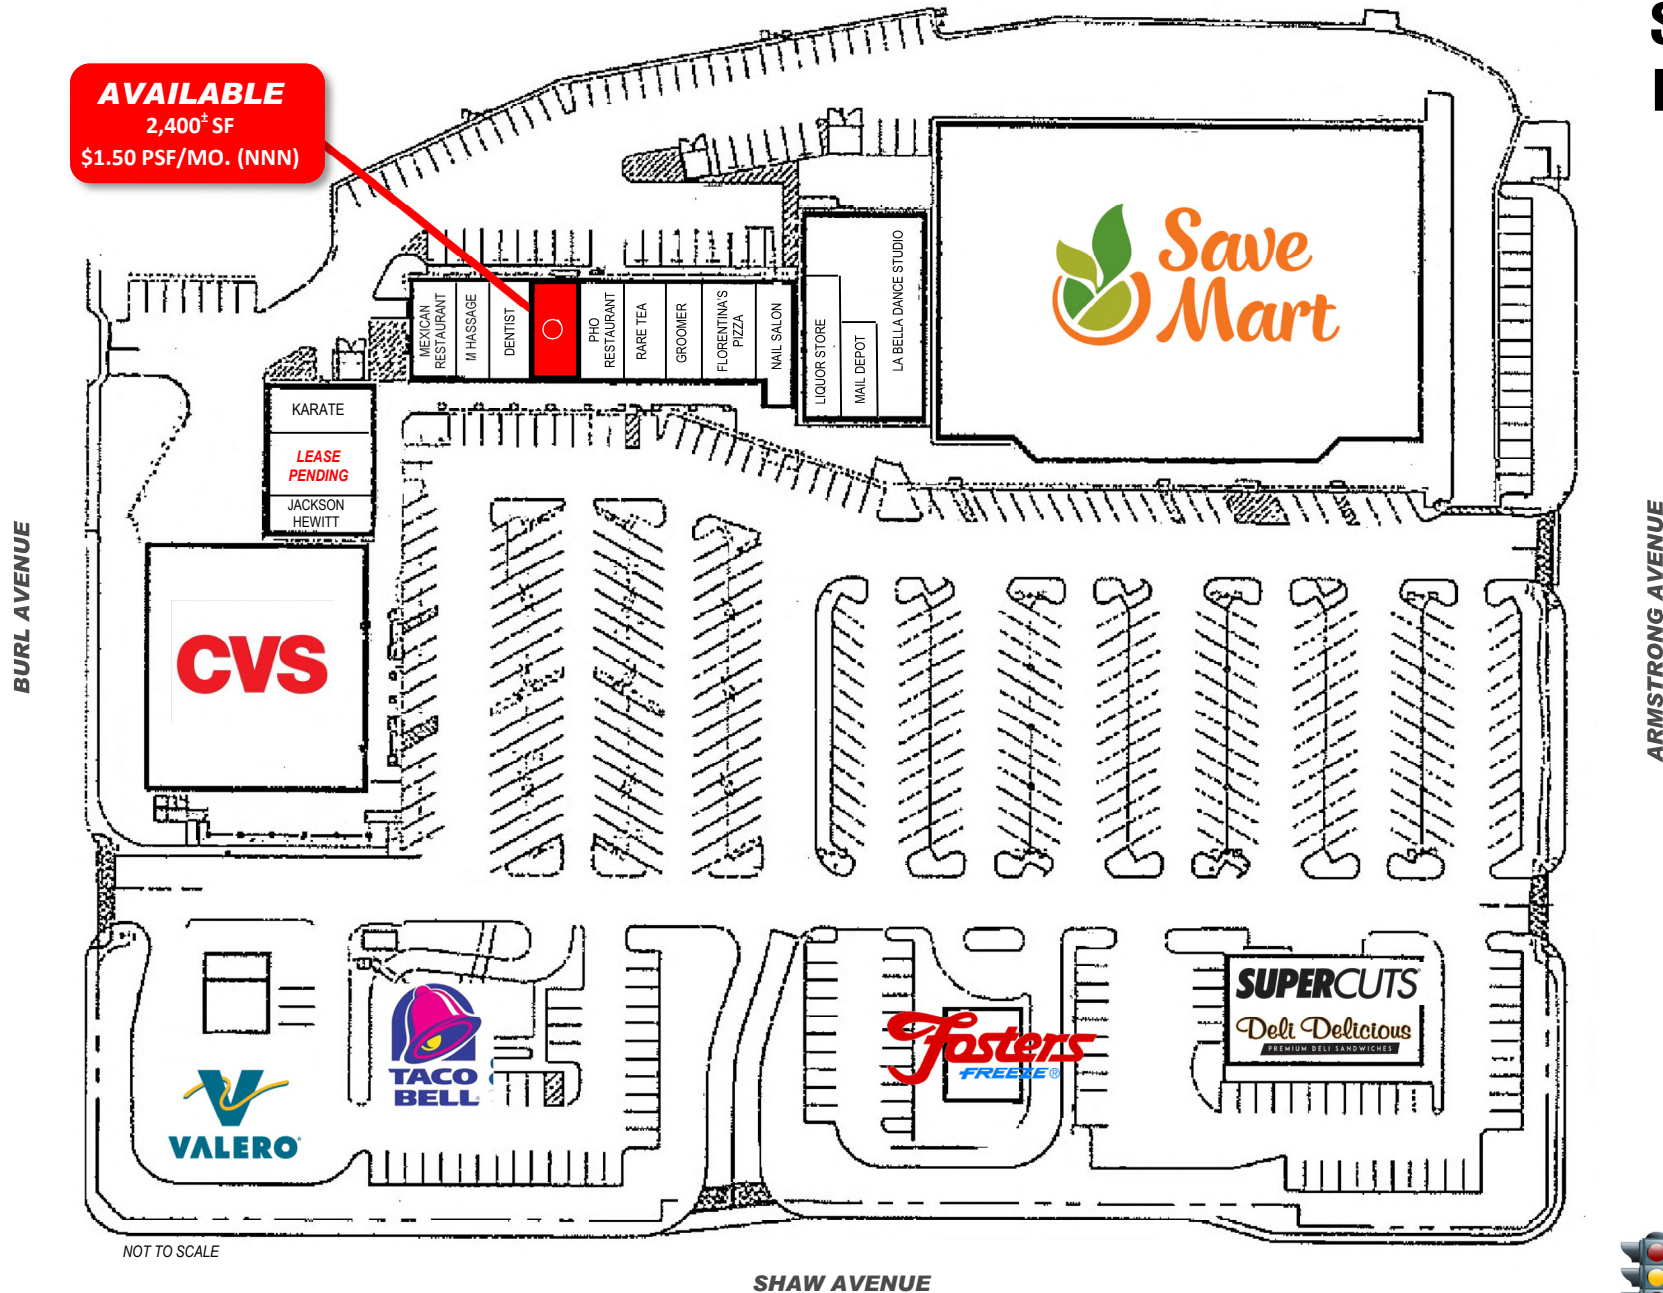 AVAILABLE
2,400± SF
$1.50 PSF/MO. (NNN)
Save
Mart
MEXICAN
RESTAURANT
M HASSAGE
DENTIST
PHO
RESTAURANT
RARE TEA
GROOMER
FLORENTINA'S
PIZZA
NAIL SALON
LIQUOR STORE
MAIL DEPOT
LA BELLA DANCE STUDIO
KARATE
LEASE
PENDING
JACKSON
HEWITT
BURL AVENUE
ARMSTRONG AVENUE
CVS
VALERO
TACO
BELL
Fosters
FREEZE®
SUPERCUTS
Deli Delicious
PREMIUM DELI SANDWICHES
NOT TO SCALE
SHAW AVENUE